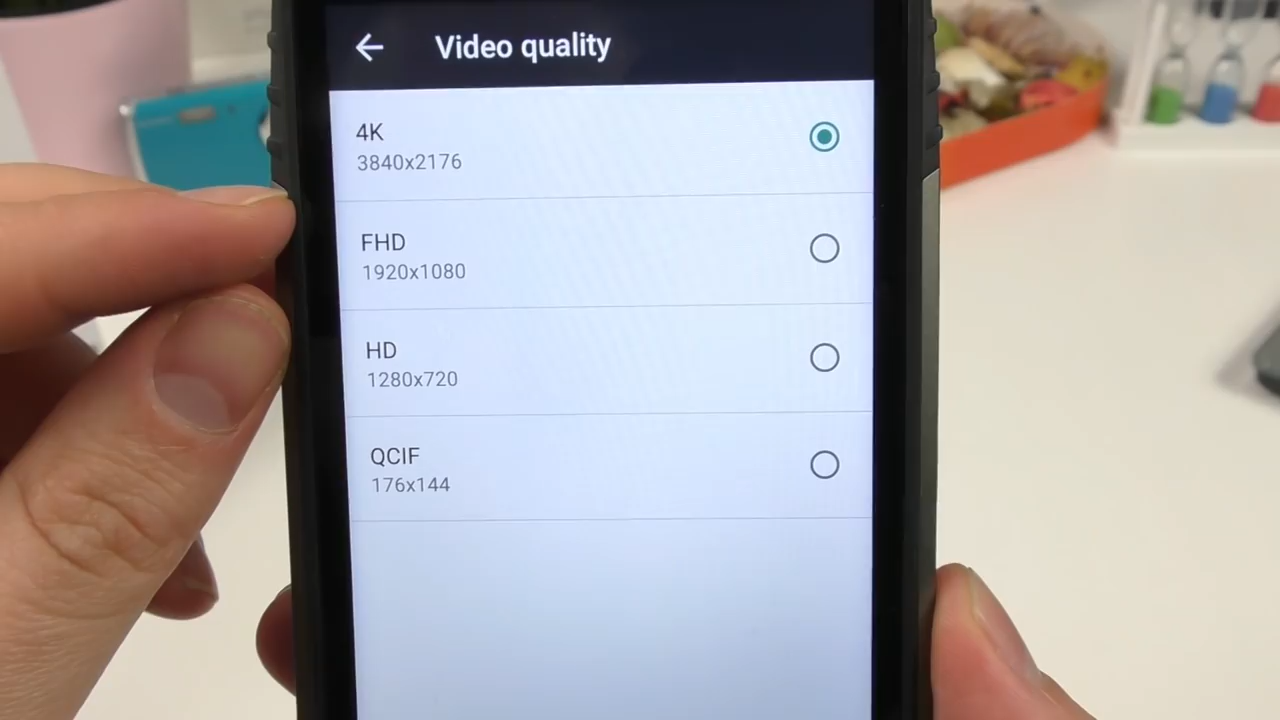 Video quality
4K
3840x2176
FHD
1920x1080
HD
1280x720
QCIF
176x144